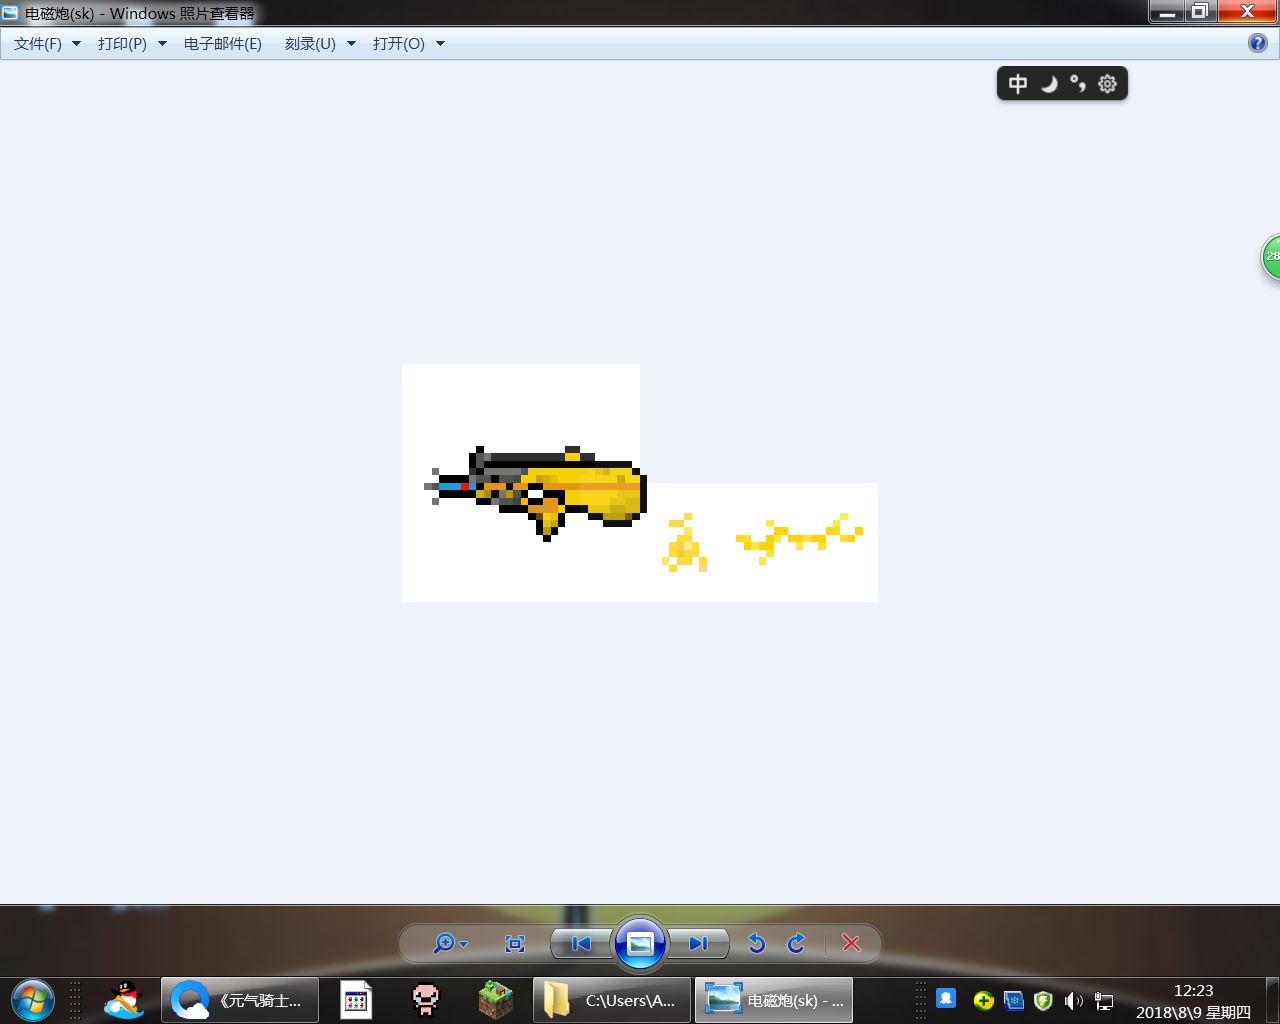 电磁炮(sk) - Windows 照片查看器
文件(F) 打印(P) 电子邮件(E) 刻录(U) 打开(O)
中
28
《元气骑士... C:\Users\A... 电磁炮(sk) - ...
12:23
2018\8\9 星期四